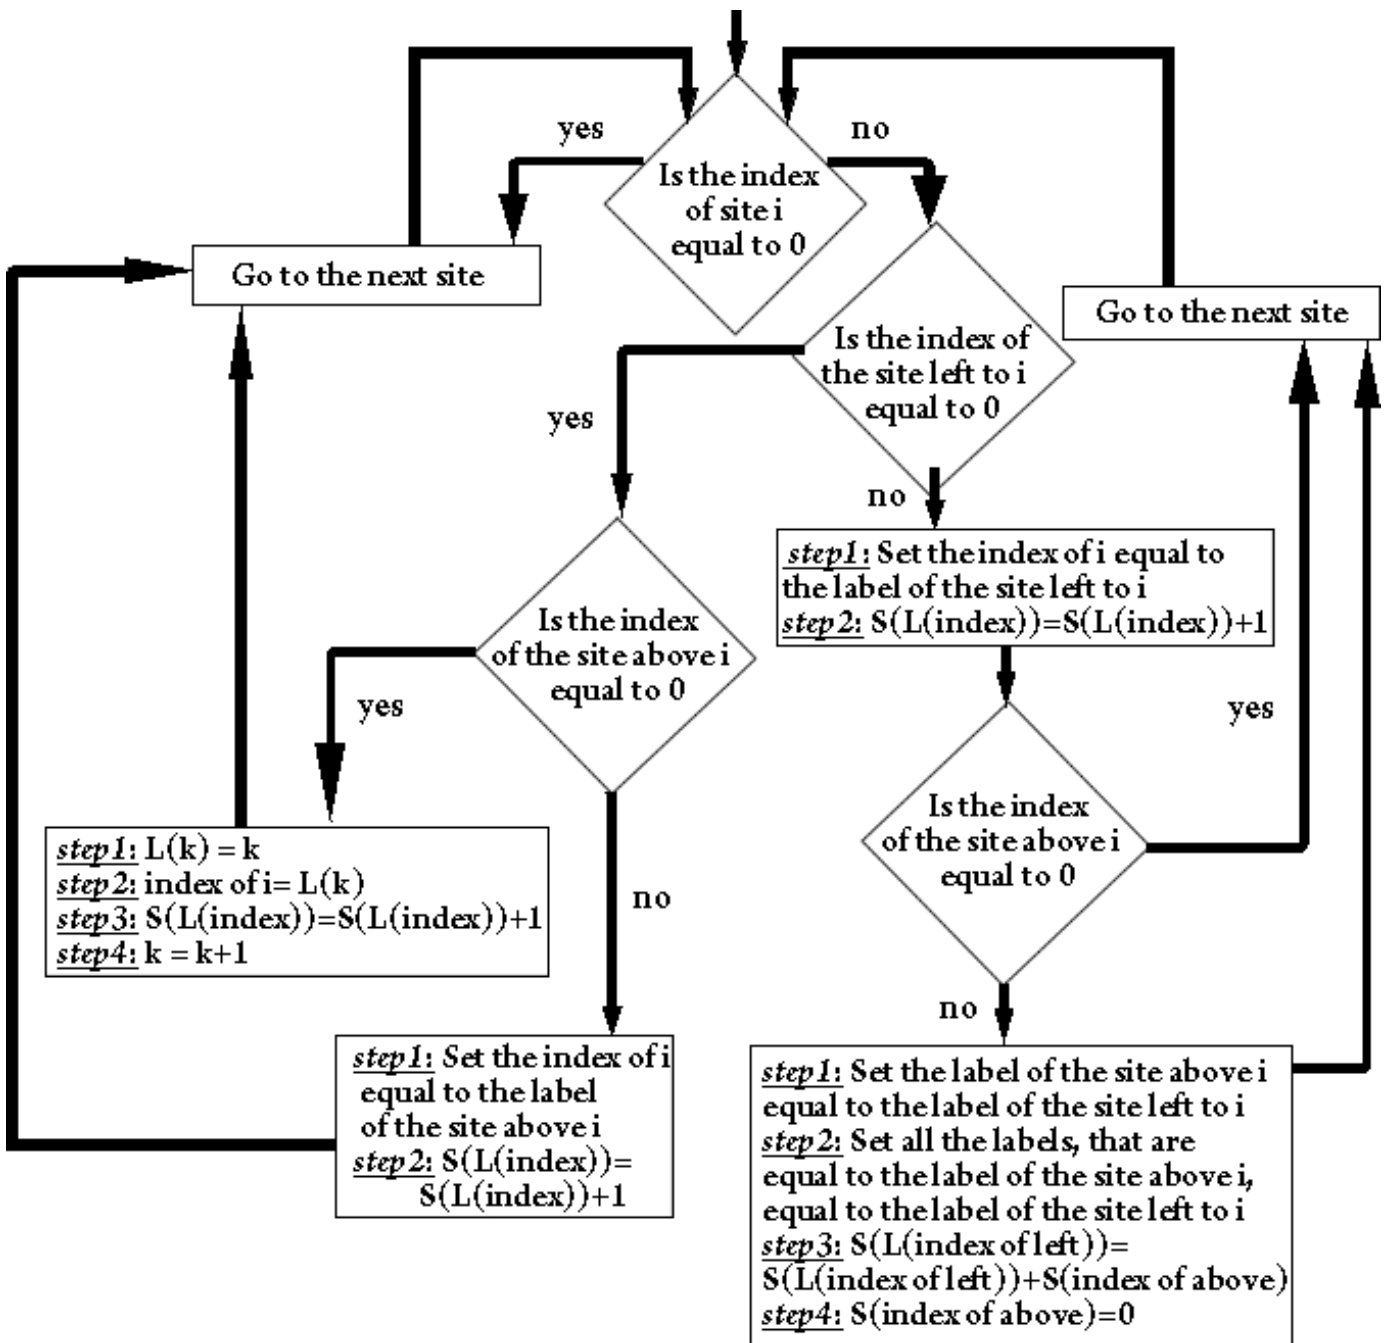 yes
no
Is the index
of site i
equal to 0
Go to the next site
Go to the next site
Is the index of
the site left to i
equal to 0
yes
no
step1: Set the index of i equal to
the label of the site left to i
step2: S(L(index))=S(L(index))+1
Is the index
of the site above i
equal to 0
yes
yes
Is the index
of the site above i
equal to 0
step1: L(k) = k
step2: index of i= L(k)
step3: S(L(index))=S(L(index))+1
step4: k = k+1
no
no
step1: Set the index of i
equal to the label
of the site above i
step2: S(L(index))=
S(L(index))+1
step1: Set the label of the site above i
equal to the label of the site left to i
step2: Set all the labels, that are
equal to the label of the site above i,
equal to the label of the site left to i
step3: S(L(index of left))=
S(L(index of left))+S(index of above)
step4: S(index of above)=0